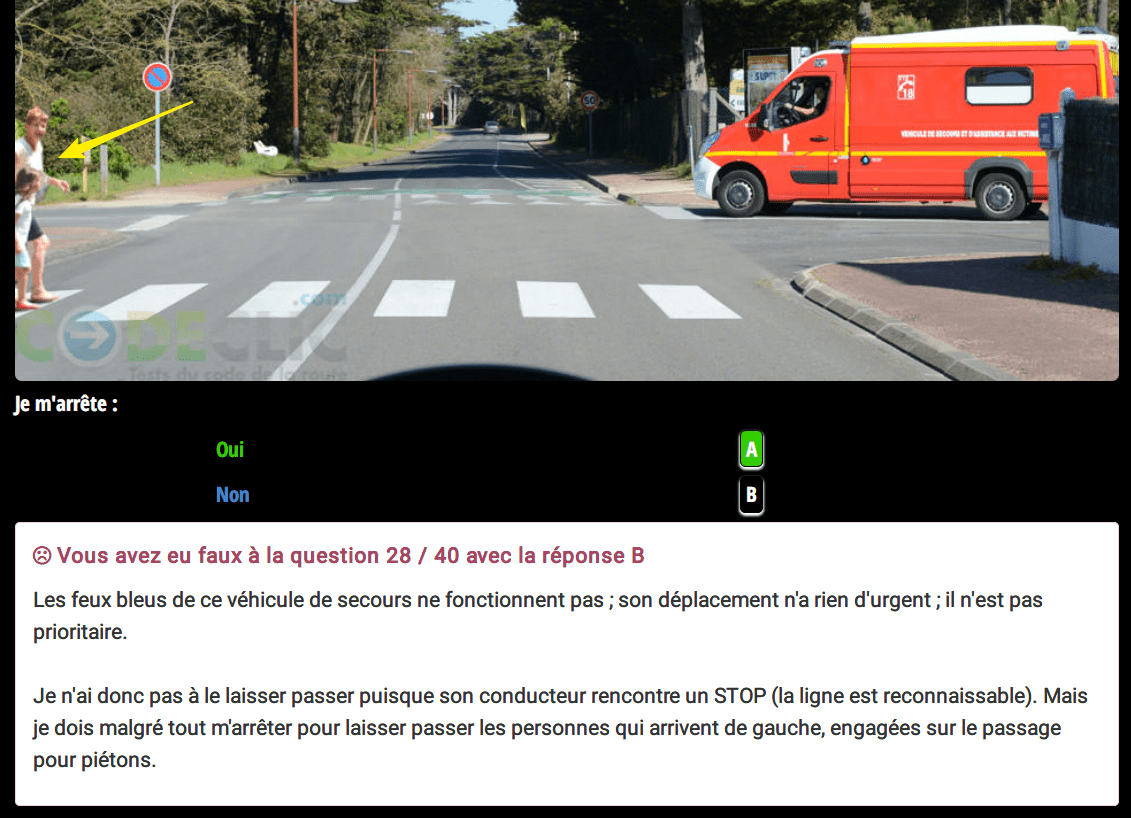 18
VEHICULE DE SECOURS ET D'ASSISTANCE AUX VICTIMES
.com
CODECLIC
Tests du code de la route
Je m'arrête :
Oui A
Non B
Vous avez eu faux à la question 28 / 40 avec la réponse B
Les feux bleus de ce véhicule de secours ne fonctionnent pas ; son déplacement n'a rien d'urgent ; il n'est pas
prioritaire.
Je n'ai donc pas à le laisser passer puisque son conducteur rencontre un STOP (la ligne est reconnaissable). Mais
je dois malgré tout m'arrêter pour laisser passer les personnes qui arrivent de gauche, engagées sur le passage
pour piétons.